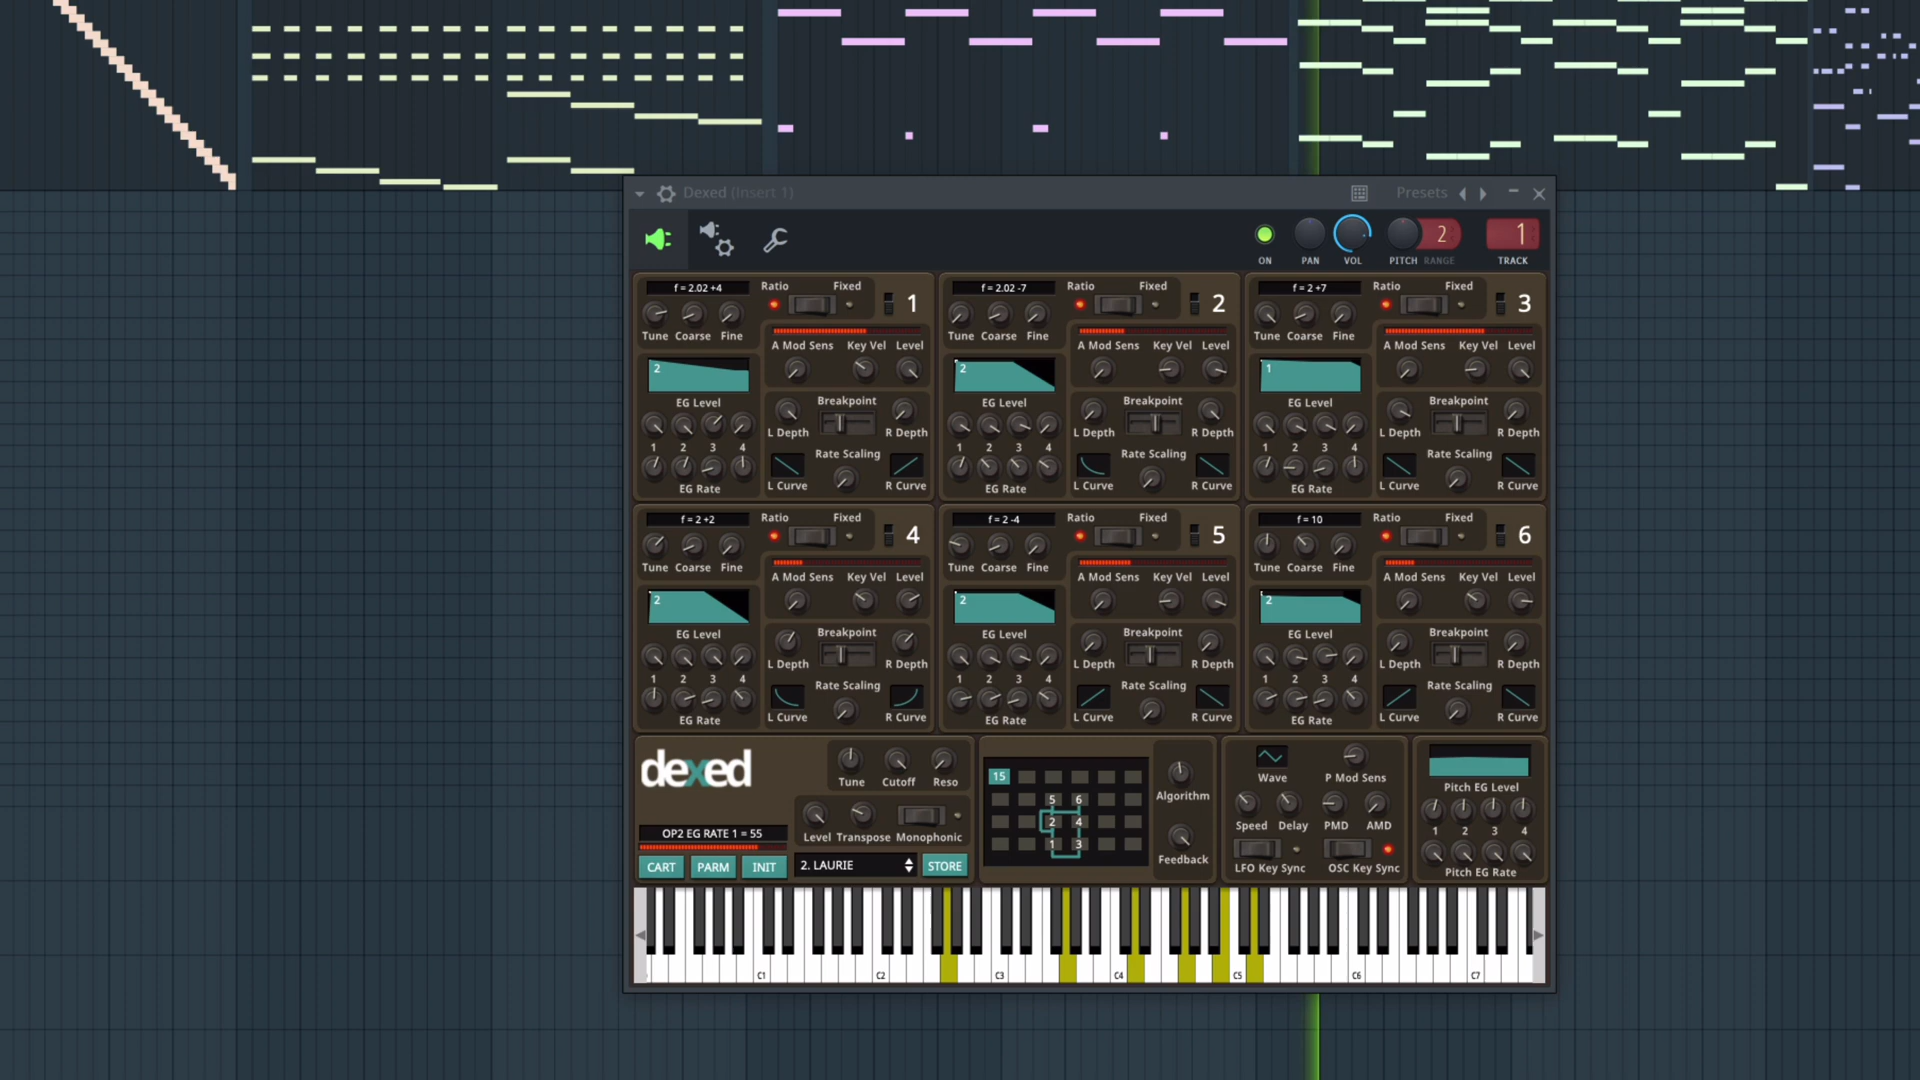 Dexed (Insert 1) Presets
2 1
ON PAN VOL PITCH RANGE TRACK
f = 2.02 +4 Ratio Fixed 1
Tune Coarse Fine
A Mod Sens Key Vel Level
2
EG Level
Breakpoint
L Depth R Depth
1 2 3 4
Rate Scaling
EG Rate
L Curve R Curve
f = 2.02 -7 Ratio Fixed 2
Tune Coarse Fine
A Mod Sens Key Vel Level
2
EG Level
Breakpoint
L Depth R Depth
1 2 3 4
Rate Scaling
EG Rate
L Curve R Curve
f = 2 +7 Ratio Fixed 3
Tune Coarse Fine
A Mod Sens Key Vel Level
1
EG Level
Breakpoint
L Depth R Depth
1 2 3 4
Rate Scaling
EG Rate
L Curve R Curve
f = 2 +2 Ratio Fixed 4
Tune Coarse Fine
A Mod Sens Key Vel Level
2
EG Level
Breakpoint
L Depth R Depth
1 2 3 4
Rate Scaling
EG Rate
L Curve R Curve
f = 2 -4 Ratio Fixed 5
Tune Coarse Fine
A Mod Sens Key Vel Level
2
EG Level
Breakpoint
L Depth R Depth
1 2 3 4
Rate Scaling
EG Rate
L Curve R Curve
f = 10 Ratio Fixed 6
Tune Coarse Fine
A Mod Sens Key Vel Level
2
EG Level
Breakpoint
L Depth R Depth
1 2 3 4
Rate Scaling
EG Rate
L Curve R Curve
dexed
Tune Cutoff Reso
Level Transpose Monophonic
OP2 EG RATE 1 = 55
CART PARM INIT 2. LAURIE STORE
15
5 6
2 4
1 3
Algorithm
Feedback
Wave P Mod Sens
Speed Delay PMD AMD
LFO Key Sync OSC Key Sync
Pitch EG Level
1 2 3 4
Pitch EG Rate
C1 C2 C3 C4 C5 C6 C7